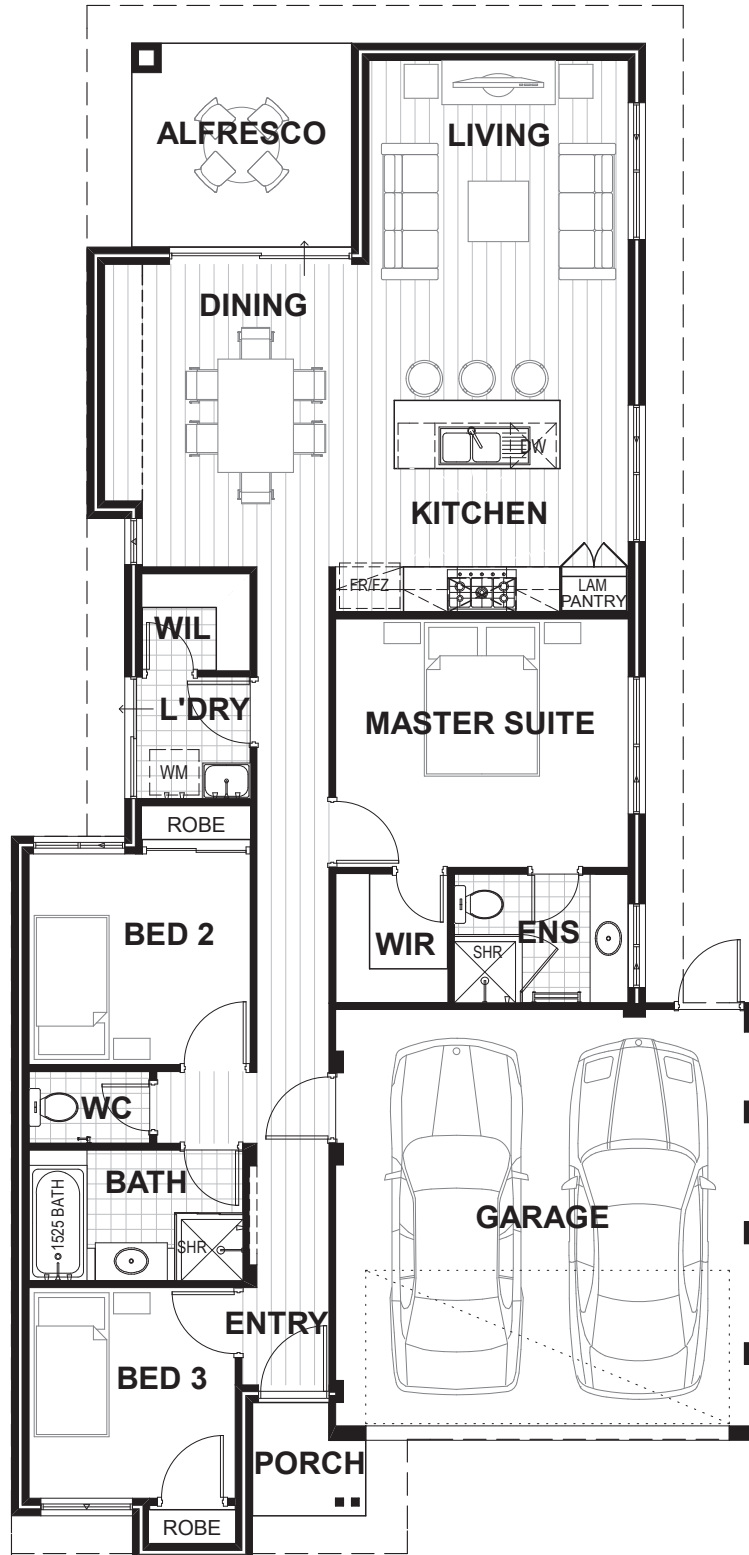 ALFRESCO
LIVING
DINING
DW
KITCHEN
FR/FZ
LAM
PANTRY
WIL
L'DRY
MASTER SUITE
WM
ROBE
BED 2
WIR
ENS
SHR
WC
BATH
1525 BATH
SHR
GARAGE
ENTRY
BED 3
PORCH
ROBE